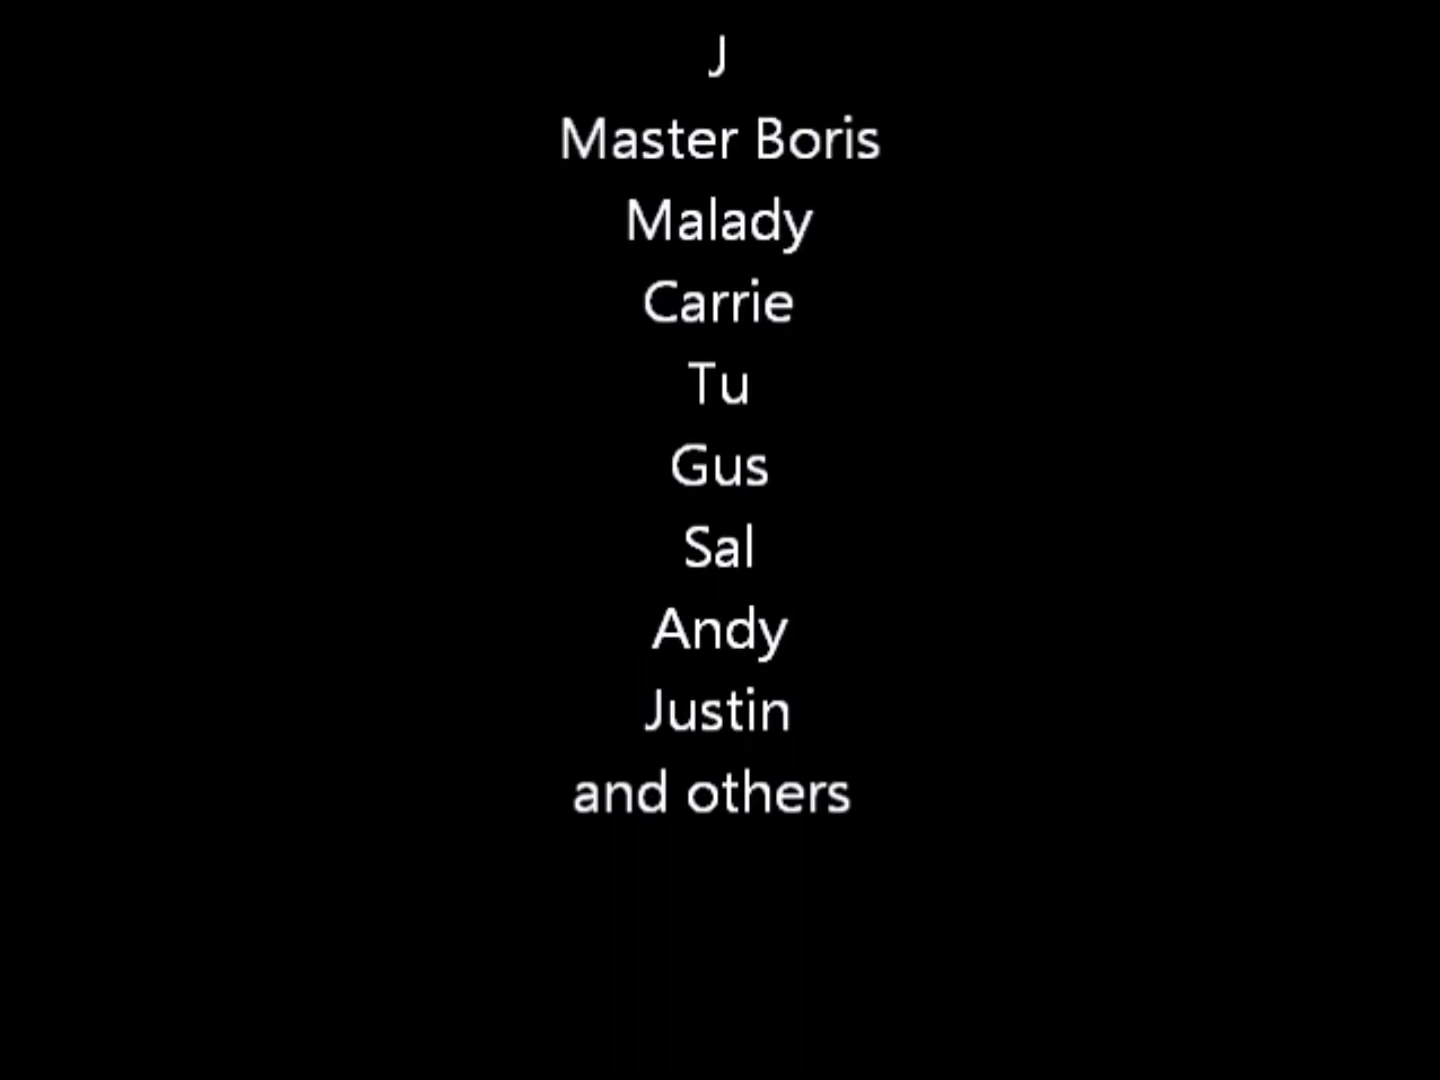 J
Master Boris
Malady
Carrie
Tu
Gus
Sal
Andy
Justin
and others